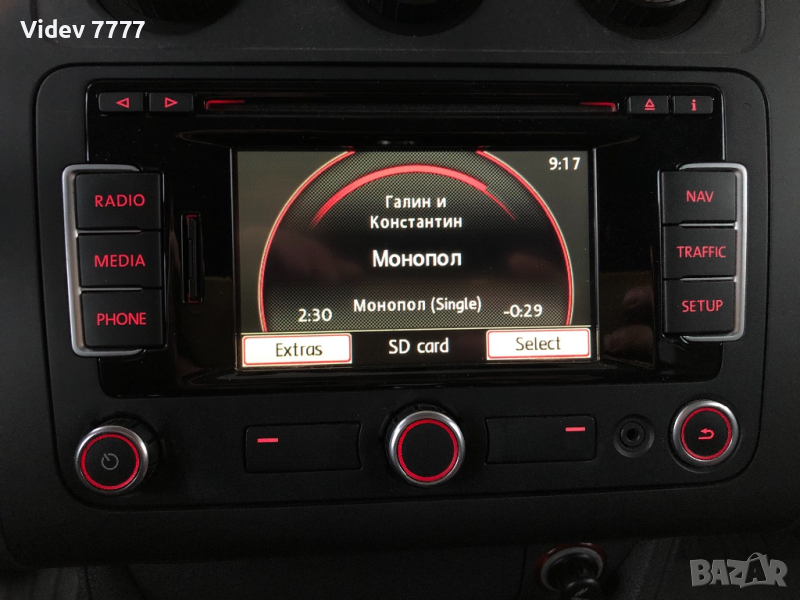 Videv 7777
RADIO
MEDIA
PHONE
9:17
Галин и
Константин
Монопол
Монопол (Single)
2:30
-0:29
Extras
SD card
Select
i
NAV
TRAFFIC
SETUP
BAZAR